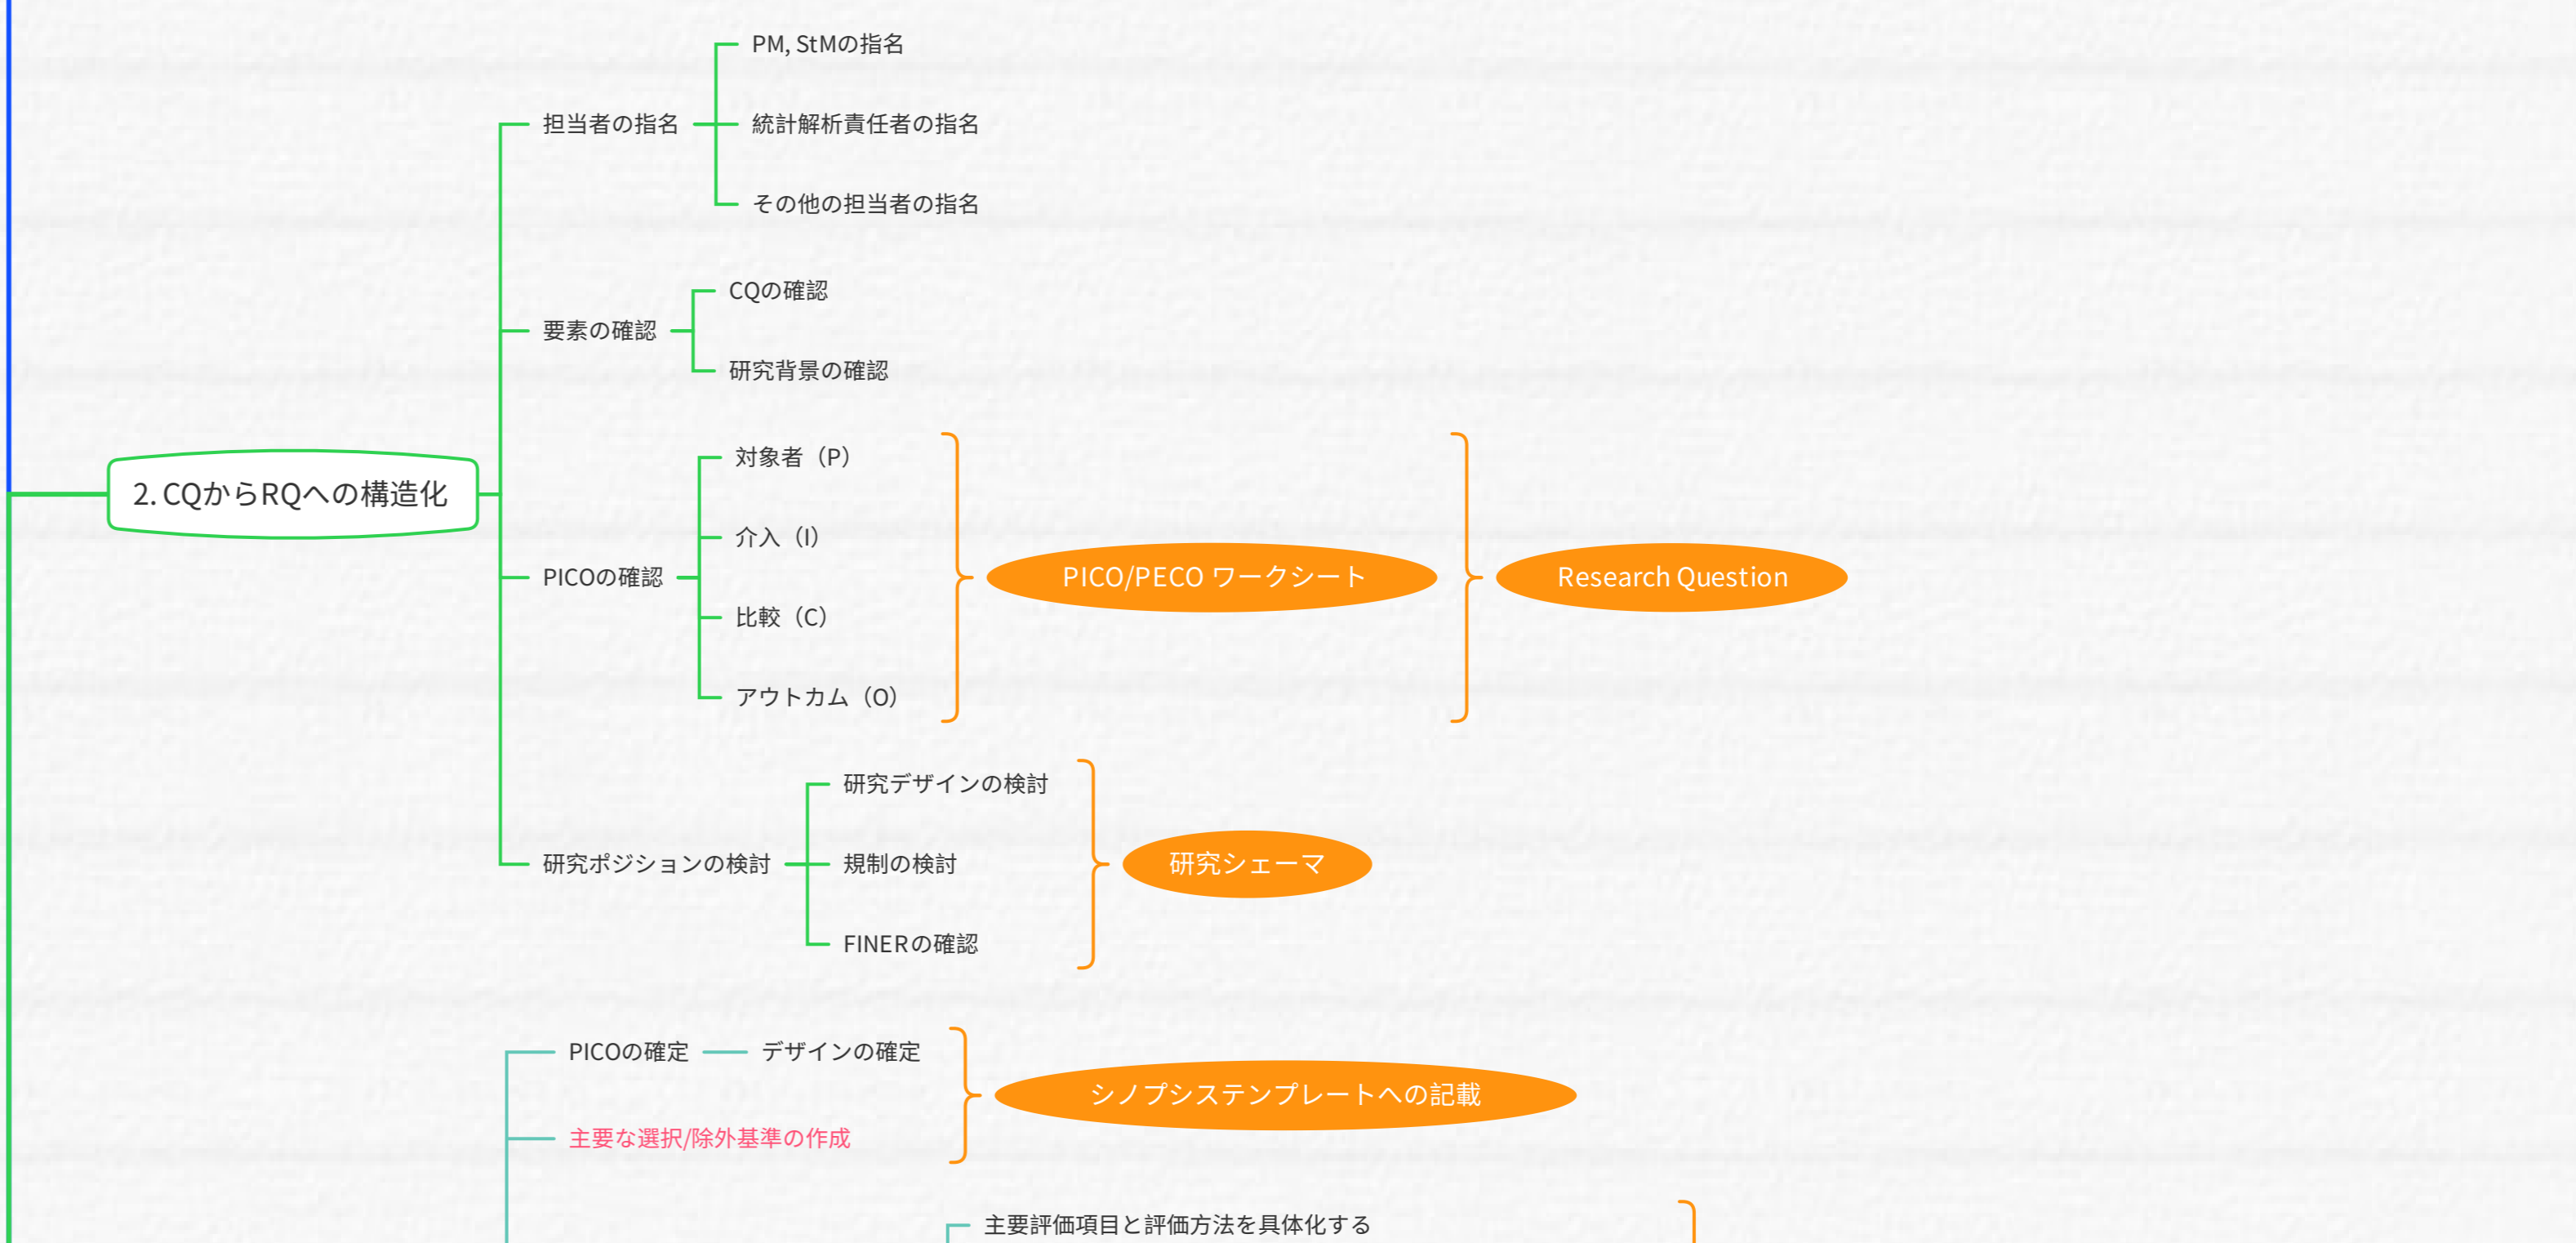 PM, StMの指名
担当者の指名
統計解析責任者の指名
その他の担当者の指名
CQの確認
要素の確認
研究背景の確認
2. CQからRQへの構造化
対象者（P）
介入（I）
PICOの確認
比較（C）
アウトカム（O）
PICO/PECO ワークシート
Research Question
研究デザインの検討
研究ポジションの検討
規制の検討
FINERの確認
研究シェーマ
PICOの確定
デザインの確定
シノプシステンプレートへの記載
主要な選択/除外基準の作成
主要評価項目と評価方法を具体化する